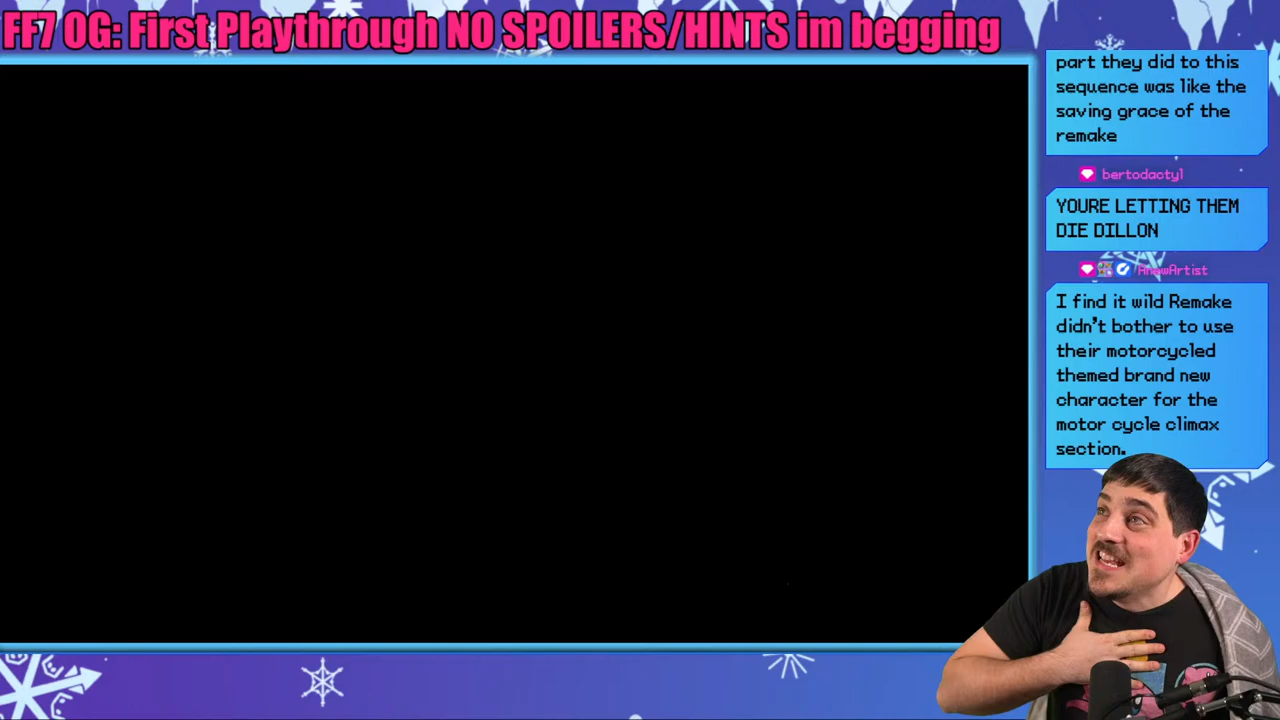 FF7 OG: First Playthrough NO SPOILERS/HINTS im begging
part they did to this
sequence was like the
saving grace of the
remake
bertodactyl
YOURE LETTING THEM
DIE DILLON
AnewArtist
I find it wild Remake
didn't bother to use
their motorcycled
themed brand new
character for the
motor cycle climax
section.